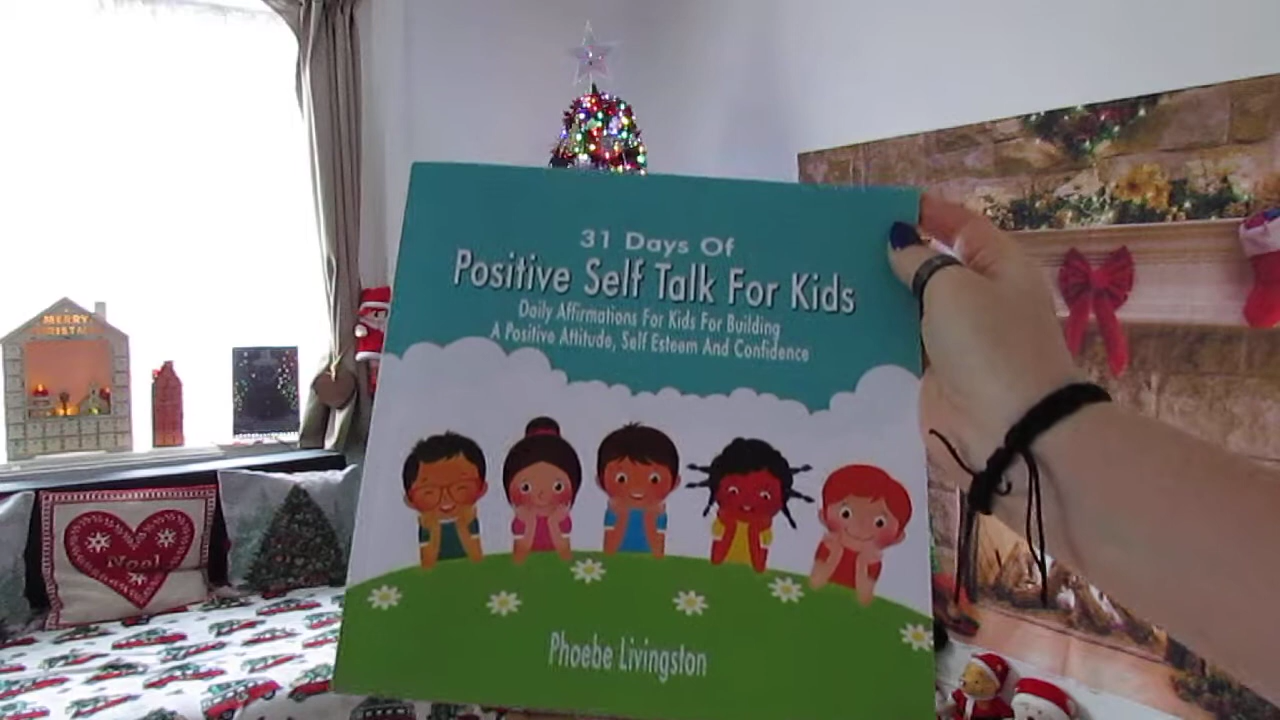 31 Days Of
Positive Self Talk For Kids
Daily Affirmations For Kids For Building
A Positive Attitude, Self Esteem And Confidence
Phoebe Livingston
MERRY
CHRISTMAS
Noel